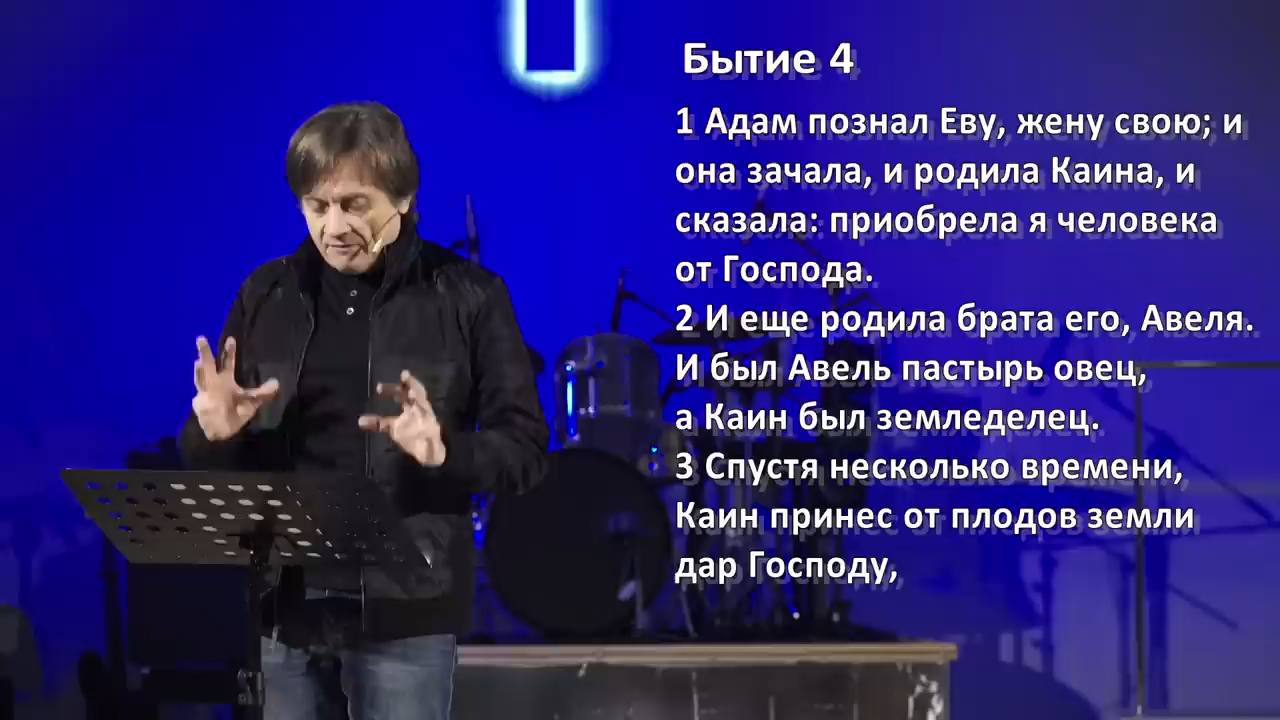 Бытие 4
1 Адам познал Еву, жену свою; и
она зачала, и родила Каина, и
сказала: приобрела я человека
от Господа.
2 И еще родила брата его, Авеля.
И был Авель пастырь овец,
а Каин был земледелец.
3 Спустя несколько времени,
Каин принес от плодов земли
дар Господу,